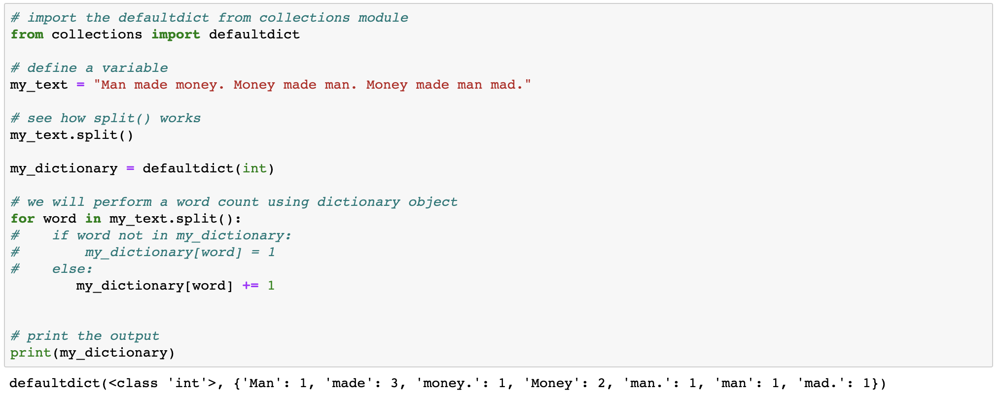 # import the defaultdict from collections module
from collections import defaultdict
# define a variable
my_text = "Man made money. Money made man. Money made man mad."
# see how split() works
my_text.split()
my_dictionary = defaultdict(int)
# we will perform a word count using dictionary object
for word in my_text.split():
#    if word not in my_dictionary:
#        my_dictionary[word] = 1
#    else:
        my_dictionary[word] += 1
# print the output
print(my_dictionary)
defaultdict(<class 'int'>, {'Man': 1, 'made': 3, 'money.': 1, 'Money': 2, 'man.': 1, 'man': 1, 'mad.': 1})